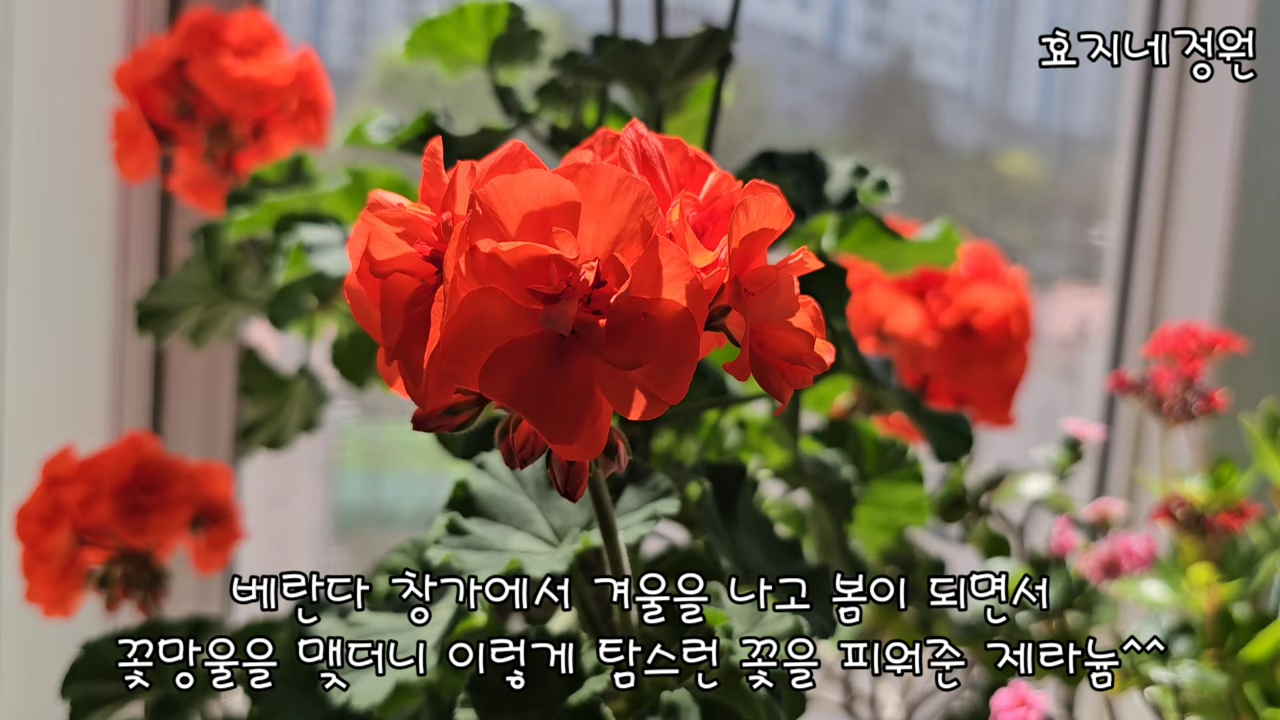 효지네정원
베란다 창가에서 겨울을 나고 봄이 되면서
꽃망울을 맺더니 이렇게 탐스런 꽃을 피워준 제라늄^^